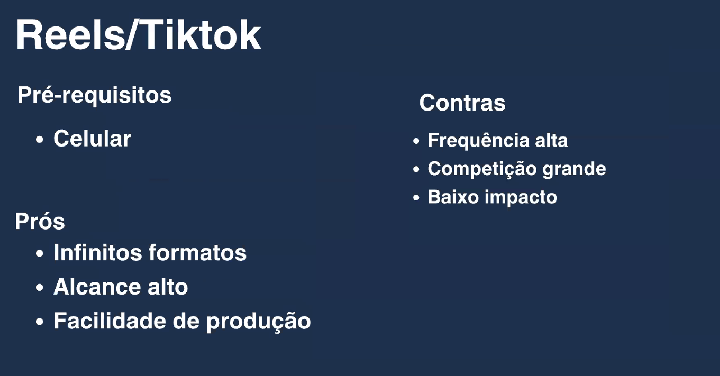 Reels/Tiktok
Pré-requisitos
• Celular
Prós
• Infinitos formatos
• Alcance alto
• Facilidade de produção
Contras
• Frequência alta
• Competição grande
• Baixo impacto